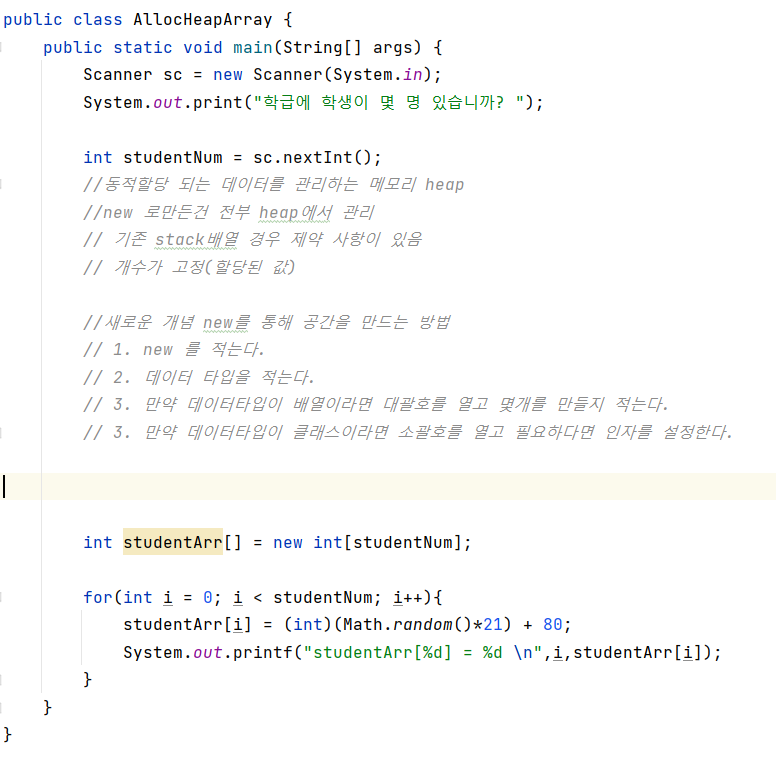 public class AllocHeapArray {
public static void main(String[] args) {
Scanner sc = new Scanner(System.in);
System.out.print("학급에 학생이 몇 명 있습니까? ");
int studentNum = sc.nextInt();
//동적할당 되는 데이터를 관리하는 메모리 heap
//new 로만든건 전부 heap에서 관리
// 기존 stack배열 경우 제약 사항이 있음
// 개수가 고정(할당된 값)
//새로운 개념 new를 통해 공간을 만드는 방법
// 1. new 를 적는다.
// 2. 데이터 타입을 적는다.
// 3. 만약 데이터타입이 배열이라면 대괄호를 열고 몇개를 만들지 적는다.
// 3. 만약 데이터타입이 클래스이라면 소괄호를 열고 필요하다면 인자를 설정한다.
int studentArr[] = new int[studentNum];
for(int i = 0; i < studentNum; i++){
studentArr[i] = (int)(Math.random()*21) + 80;
System.out.printf("studentArr[%d] = %d \n",i,studentArr[i]);
}
}
}